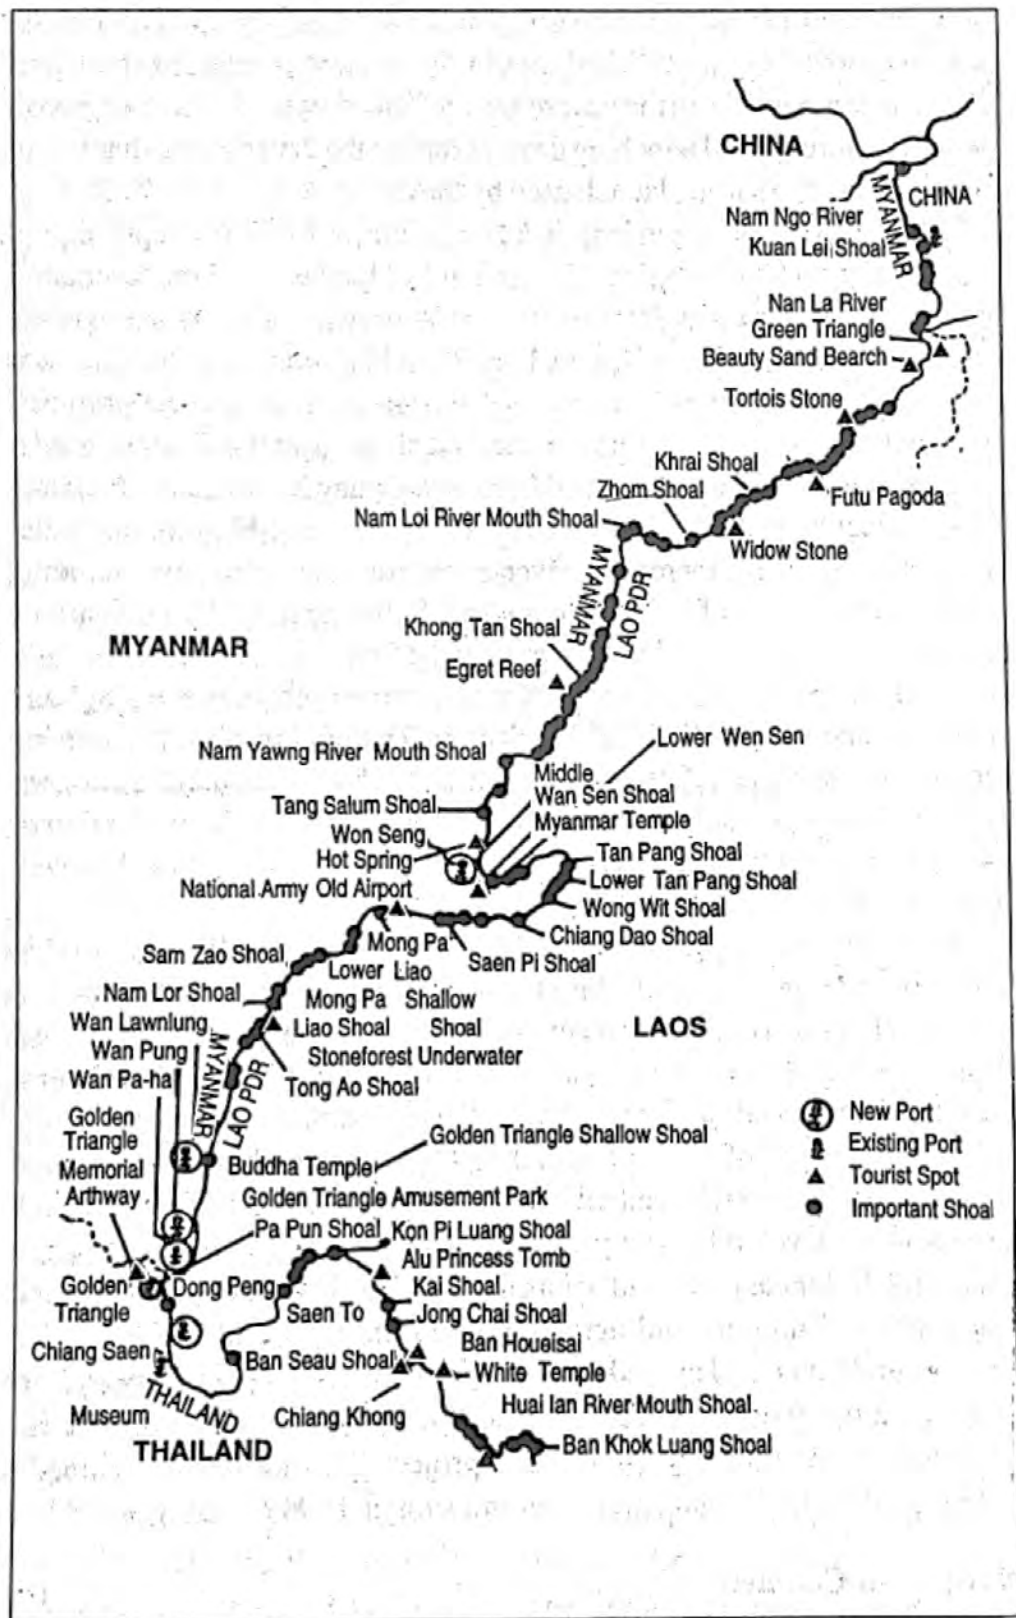 CHINA
CHINA
MYANMAR
Nam Ngo River
Kuan Lei Shoal
Nan La River
Green Triangle
Beauty Sand Bearch
Tortois Stone
Khrai Shoal
Zhom Shoal
Futu Pagoda
Nam Loi River Mouth Shoal
Widow Stone
MYANMAR
LAO PDR
Khong Tan Shoal
MYANMAR
Egret Reef
Nam Yawng River Mouth Shoal
Lower Wen Sen
Middle
Wan Sen Shoal
Tang Salum Shoal
Myanmar Temple
Won Seng
Hot Spring
Tan Pang Shoal
Lower Tan Pang Shoal
National Army Old Airport
Wong Wit Shoal
Chiang Dao Shoal
Mong Pa
Saen Pi Shoal
Sam Zao Shoal
Lower Liao
Nam Lor Shoal
Mong Pa Shallow
Liao Shoal Shoal
LAOS
Wan Lawnlung
Stoneforest Underwater
Wan Pung
MYANMAR
LAO PDR
Wan Pa-ha
Tong Ao Shoal
Golden
Triangle
Memorial
Arthway
New Port
Existing Port
Tourist Spot
Important Shoal
Golden Triangle Shallow Shoal
Buddha Temple
Golden Triangle Amusement Park
Pa Pun Shoal
Kon Pi Luang Shoal
Alu Princess Tomb
Golden
Triangle
Dong Peng
Kai Shoal
Saen To
Jong Chai Shoal
Ban Houeisai
Chiang Saen
Ban Seau Shoal
White Temple
THAILAND
Museum
Chiang Khong
Huai Ian River Mouth Shoal
THAILAND
Ban Khok Luang Shoal